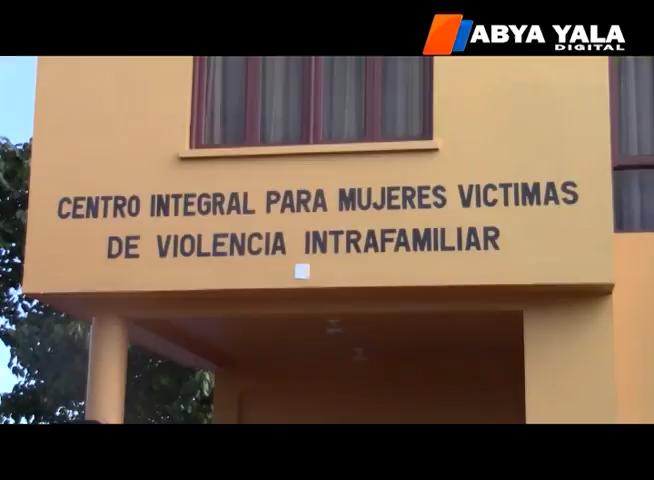 ABYA YALA
DIGITAL
CENTRO INTEGRAL PARA MUJERES VICTIMAS
DE VIOLENCIA INTRAFAMILIAR